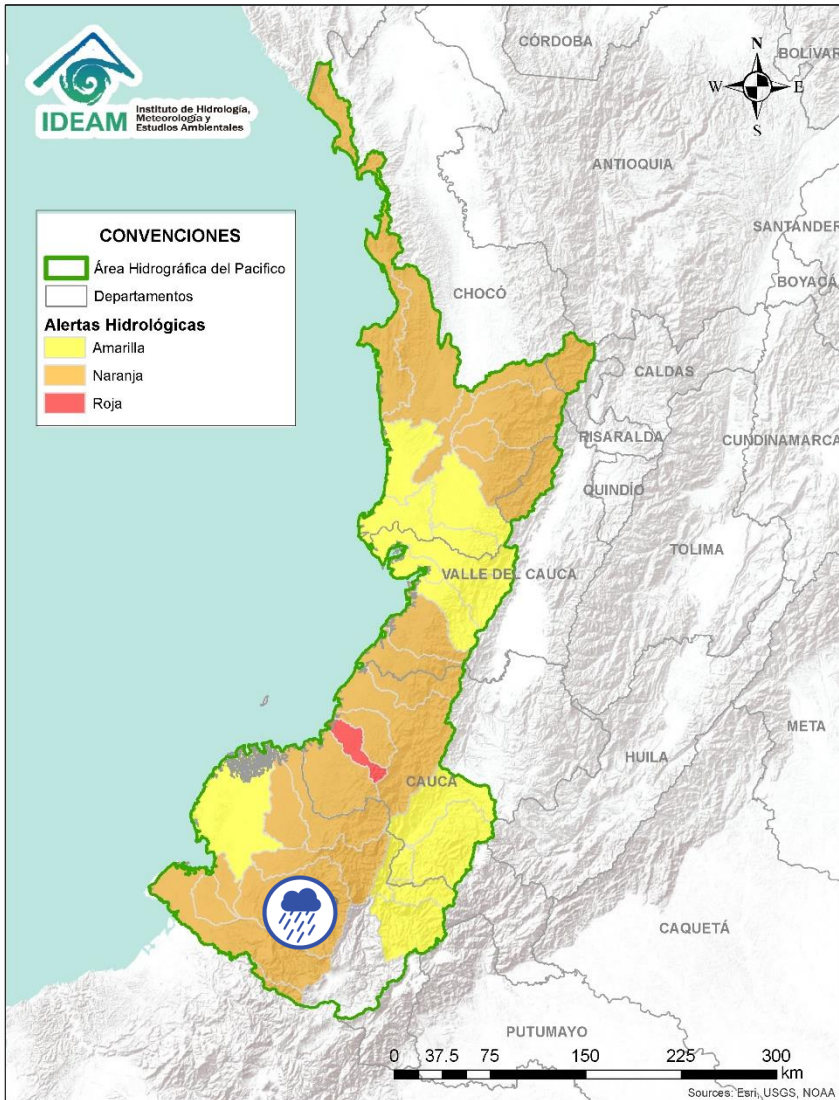 IDEAM
Instituto de Hidrología,
Meteorología y
Estudios Ambientales
N
W
E
S
CÓRDOBA
BOLÍVAR
ANTIOQUIA
SANTANDER
BOYACÁ
CHOCÓ
CALDAS
RISARALDA
CUNDINAMARCA
QUINDÍO
TOLIMA
VALLE DEL CAUCA
META
HUILA
CAUCA
CAQUETÁ
PUTUMAYO
CONVENCIONES
Área Hidrográfica del Pacifico
Departamentos
Alertas Hidrológicas
Amarilla
Naranja
Roja
0 37.5 75 150 225 300
km
Sources: Esri, USGS, NOAA